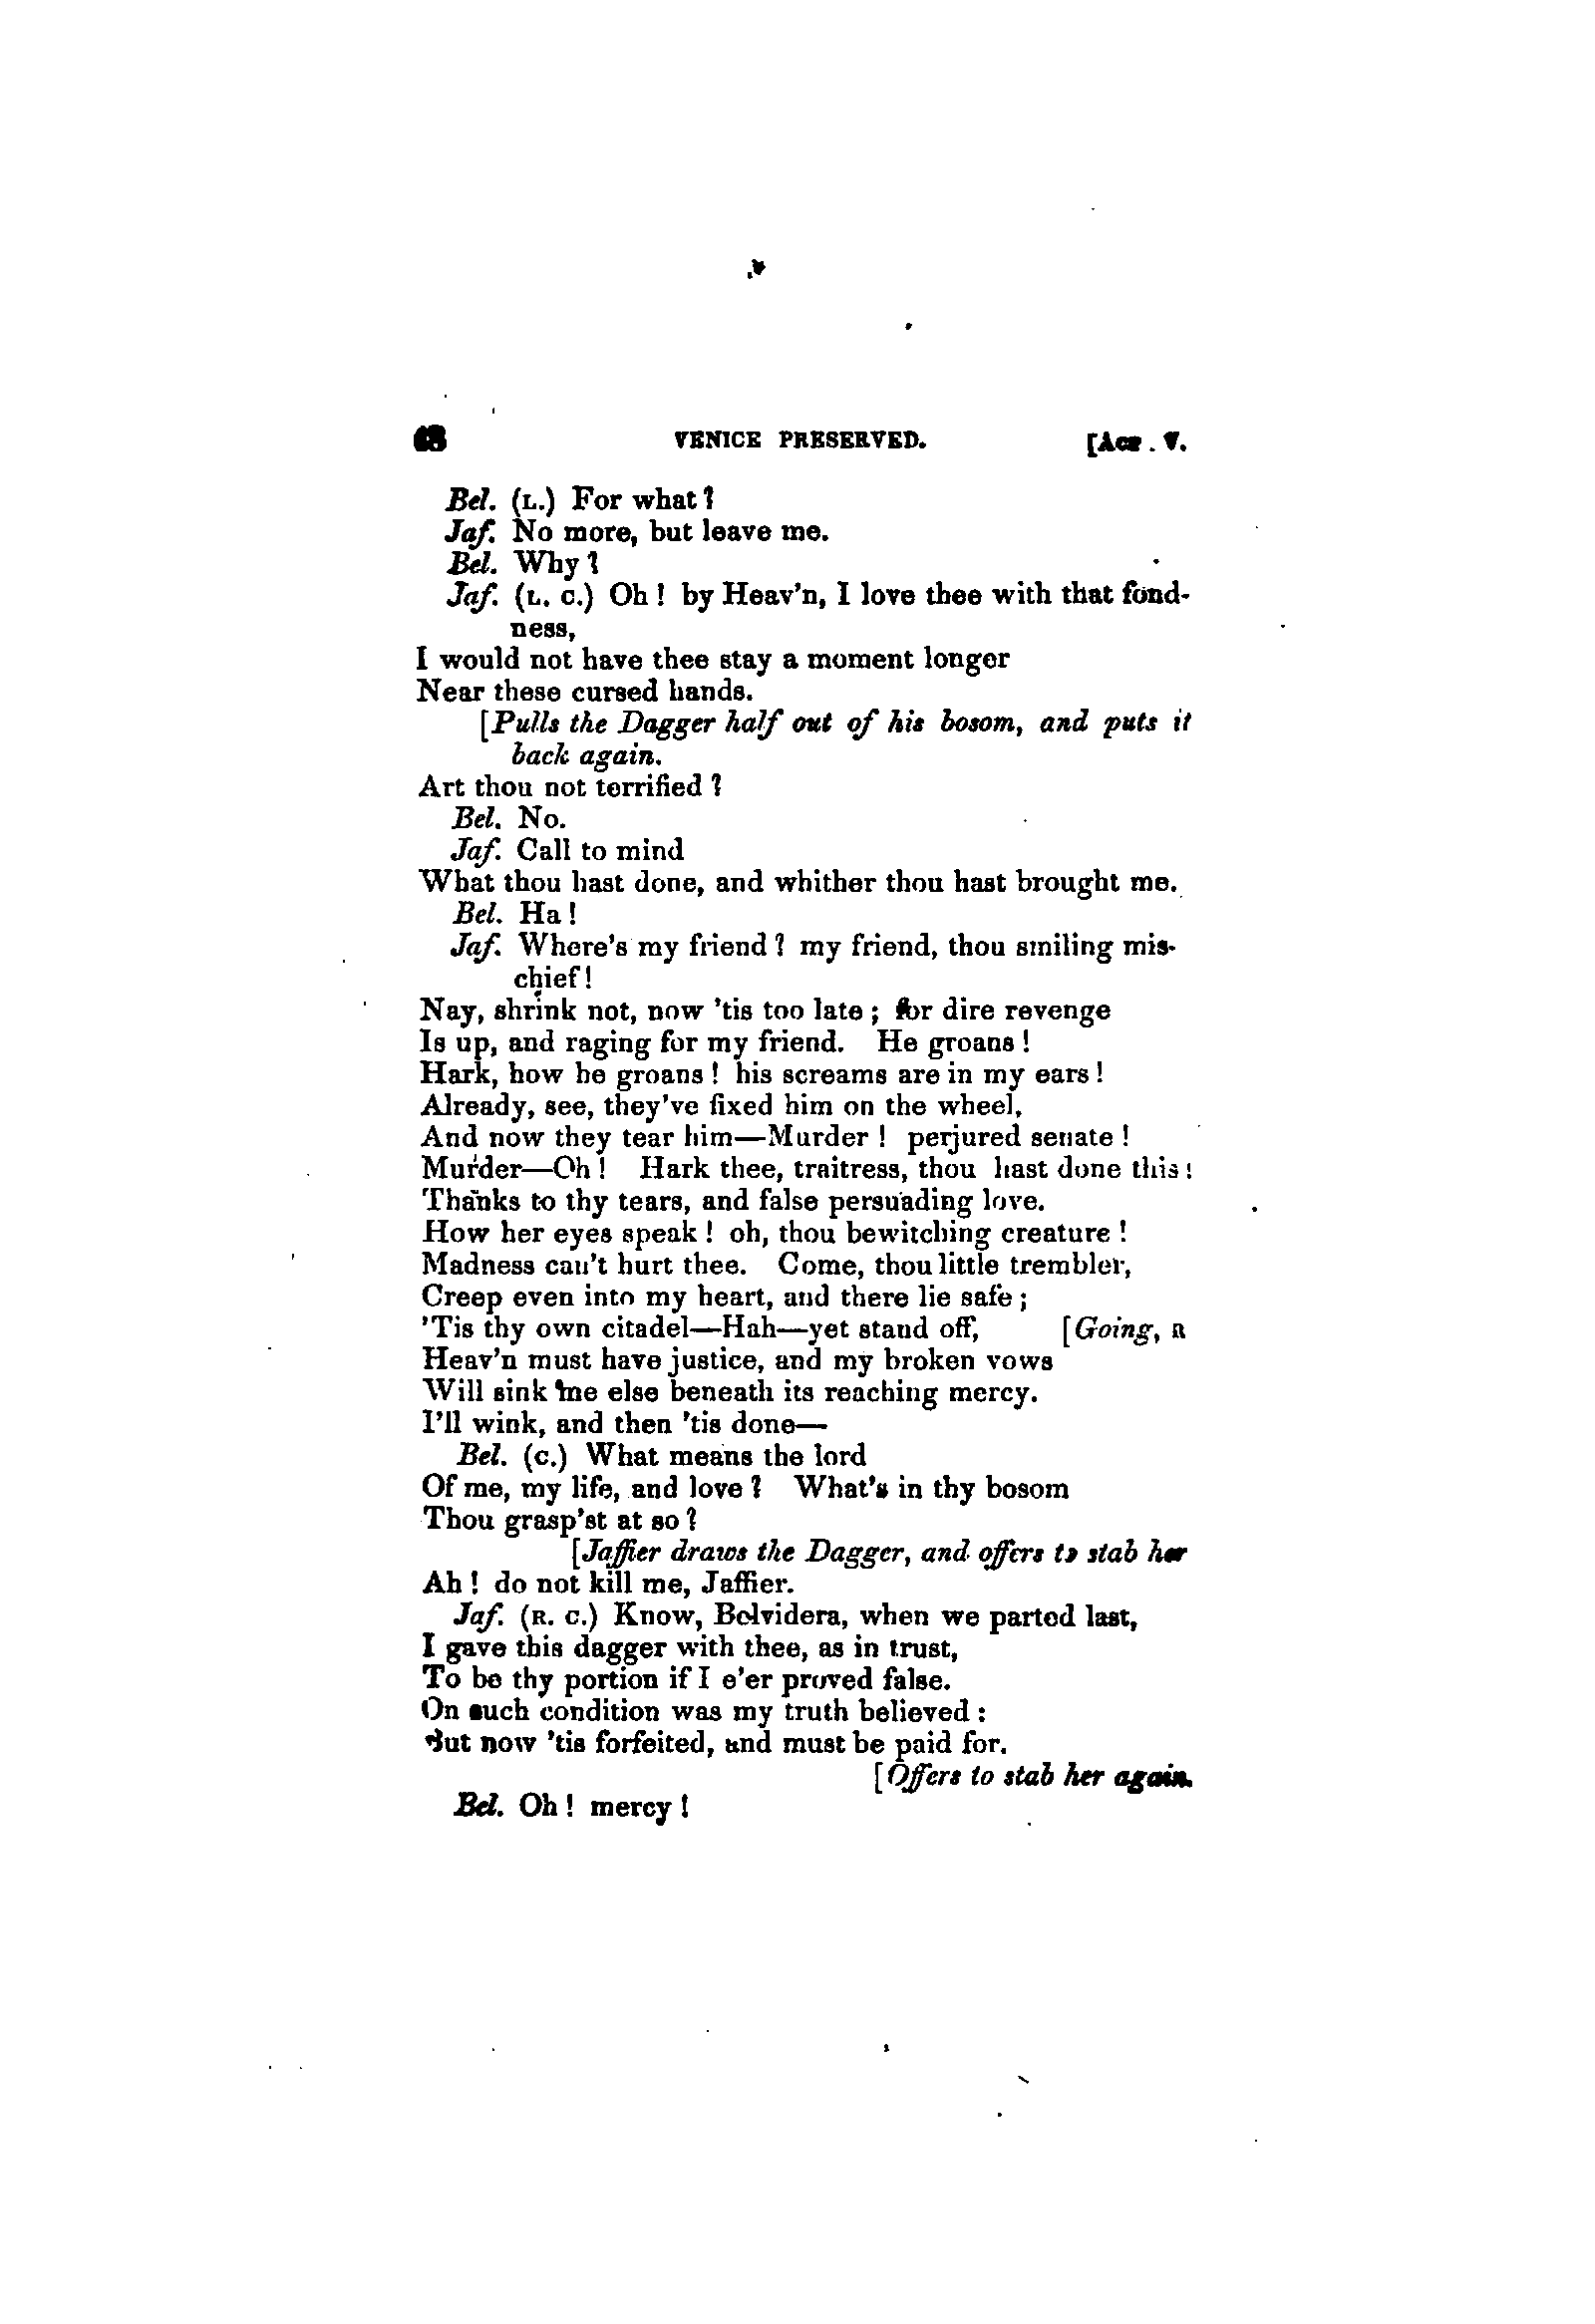 68 VENICE PRESERVED. [Act. V.
Bel. (L.) For what?
Jaf. No more, but leave me.
Bel. Why?
Jaf. (L. C.) Oh! by Heav'n, I love thee with that fond-
ness,
I would not have thee stay a moment longer
Near these cursed hands.
[Pulls the Dagger half out of his bosom, and puts it
back again.
Art thou not terrified?
Bel. No.
Jaf. Call to mind
What thou hast done, and whither thou hast brought me.
Bel. Ha!
Jaf. Where's my friend? my friend, thou smiling mis-
chief!
Nay, shrink not, now 'tis too late; for dire revenge
Is up, and raging for my friend. He groans!
Hark, how he groans! his screams are in my ears!
Already, see, they've fixed him on the wheel,
And now they tear him—Murder! perjured senate!
Murder—Oh! Hark thee, traitress, thou hast done this!
Thanks to thy tears, and false persuading love.
How her eyes speak! oh, thou bewitching creature!
Madness can't hurt thee. Come, thou little trembler,
Creep even into my heart, and there lie safe;
'Tis thy own citadel—Hah—yet stand off, [Going, R
Heav'n must have justice, and my broken vows
Will sink me else beneath its reaching mercy.
I'll wink, and then 'tis done—
Bel. (C.) What means the lord
Of me, my life, and love? What's in thy bosom
Thou grasp'st at so?
[Jaffier draws the Dagger, and offers to stab her
Ah! do not kill me, Jaffier.
Jaf. (R. C.) Know, Belvidera, when we parted last,
I gave this dagger with thee, as in trust,
To be thy portion if I e'er proved false.
On such condition was my truth believed:
But now 'tis forfeited, and must be paid for.
[Offers to stab her again.
Bel. Oh! mercy!